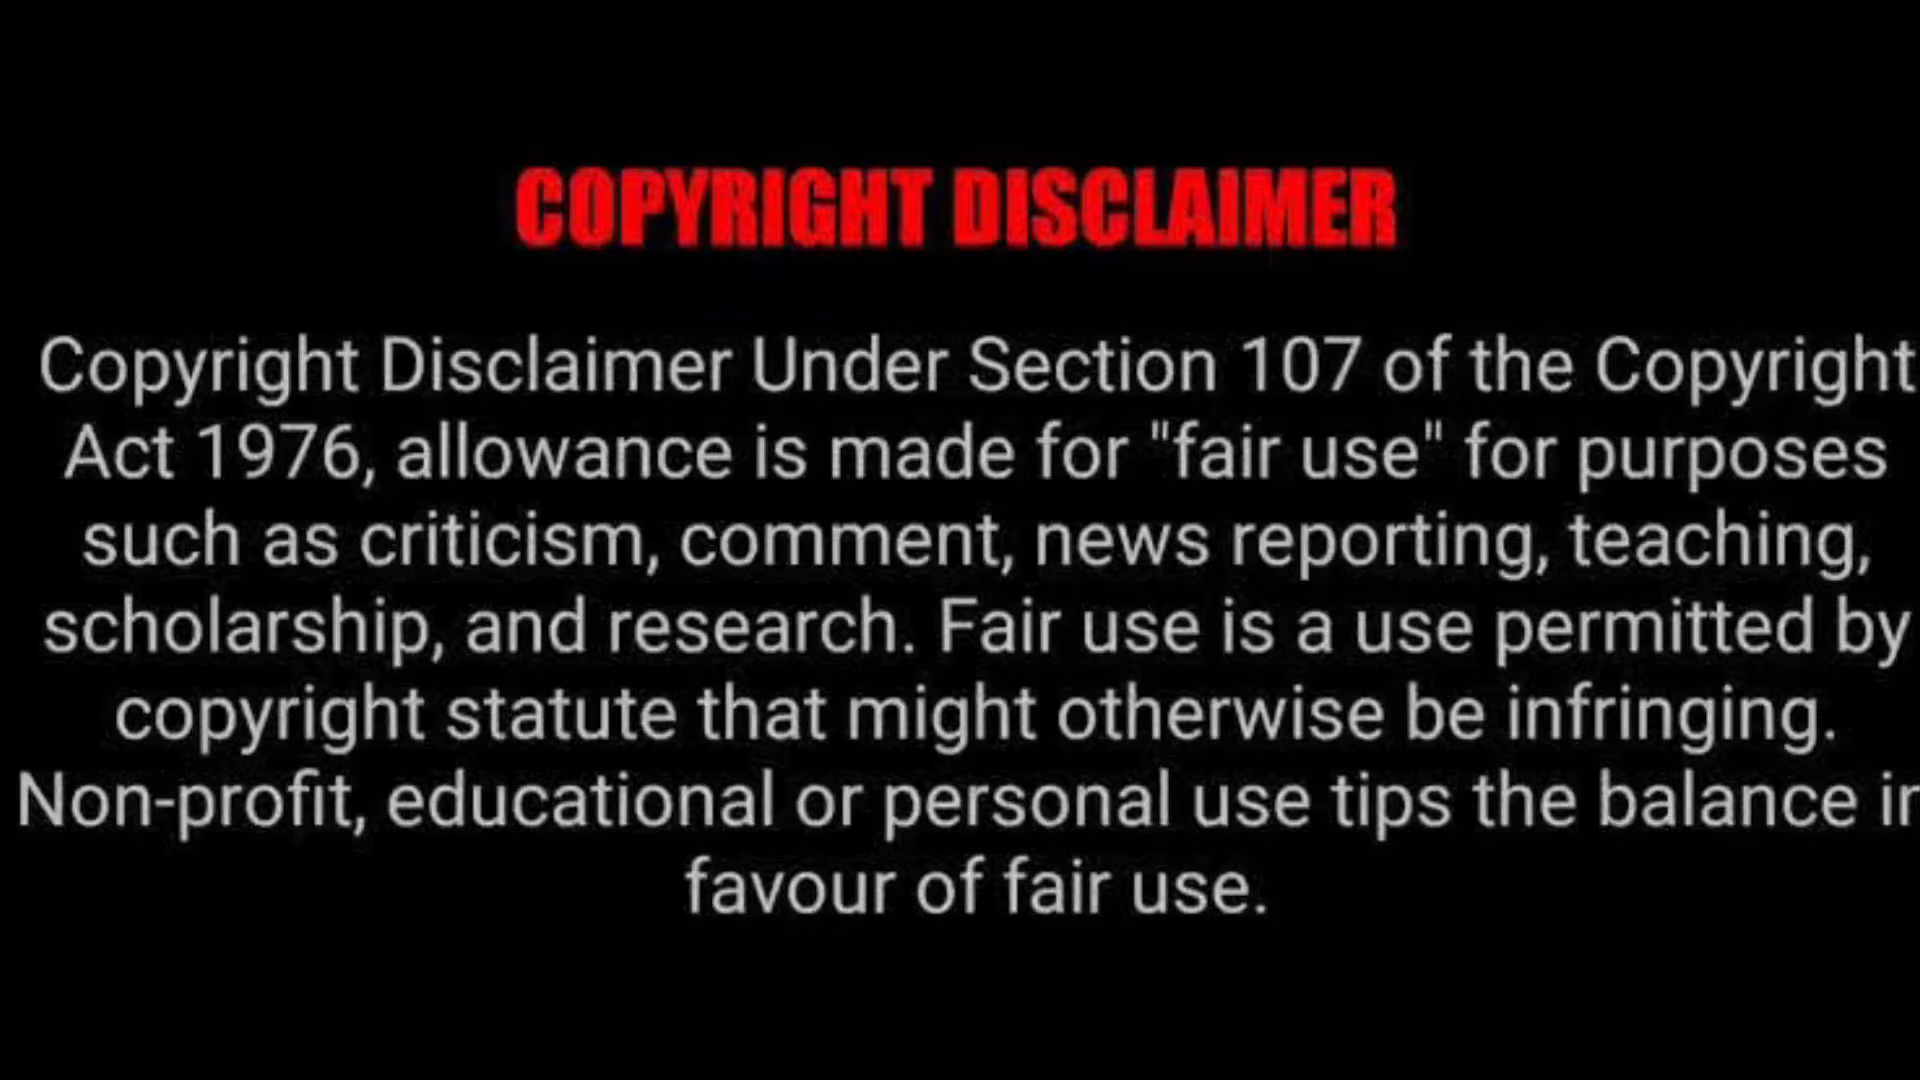 COPYRIGHT DISCLAIMER
Copyright Disclaimer Under Section 107 of the Copyright
Act 1976, allowance is made for "fair use" for purposes
such as criticism, comment, news reporting, teaching,
scholarship, and research. Fair use is a use permitted by
copyright statute that might otherwise be infringing.
Non-profit, educational or personal use tips the balance in
favour of fair use.